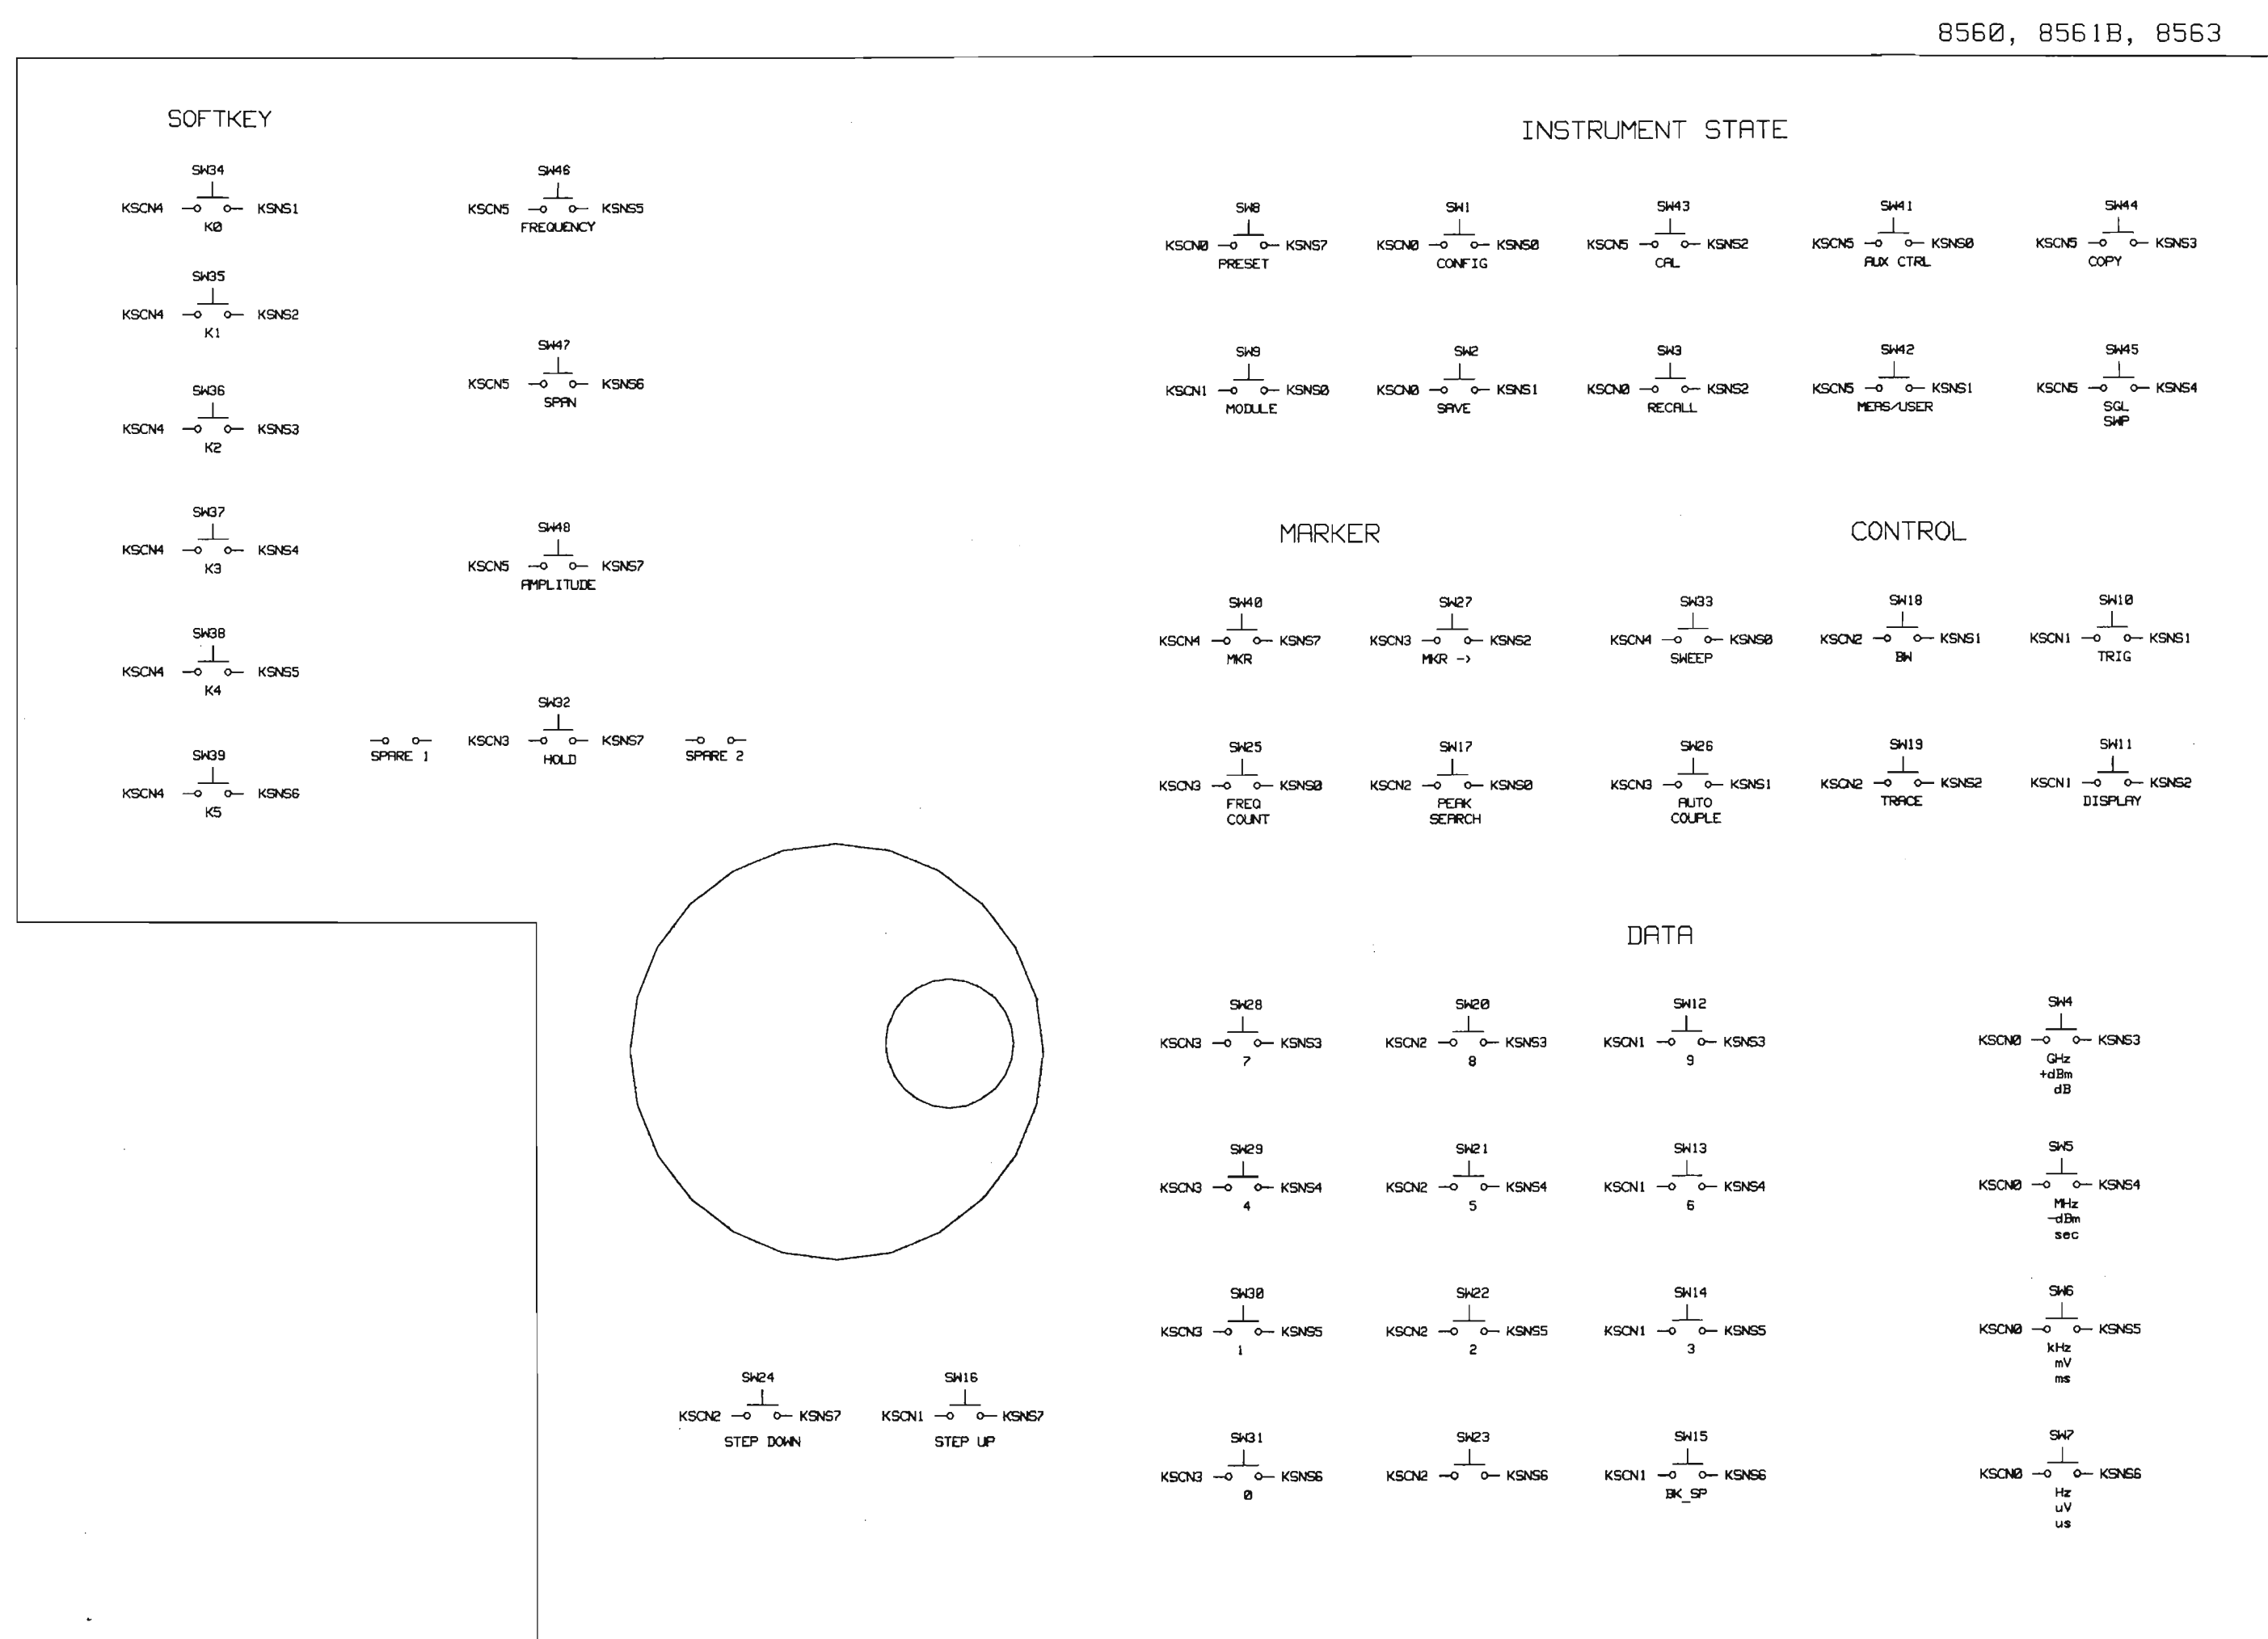 8560, 8561B, 8563
SOFTKEY
SW34
KSCN4 KSNS1
K0
SW35
KSCN4 KSNS2
K1
SW36
KSCN4 KSNS3
K2
SW37
KSCN4 KSNS4
K3
SW38
KSCN4 KSNS5
K4
SW39
KSCN4 KSNS6
K5
SW46
KSCN5 KSNS5
FREQUENCY
SW47
KSCN5 KSNS6
SPAN
SW48
KSCN5 KSNS7
AMPLITUDE
SPARE 1
SW32
KSCN3 KSNS7
HOLD
SPARE 2
SW24
KSCN2 KSNS7
STEP DOWN
SW16
KSCN1 KSNS7
STEP UP
INSTRUMENT STATE
SW8
KSCN0 KSNS7
PRESET
SW1
KSCN0 KSNS0
CONFIG
SW43
KSCN5 KSNS2
CAL
SW41
KSCN5 KSNS0
AUX CTRL
SW44
KSCN5 KSNS3
COPY
SW9
KSCN1 KSNS0
MODULE
SW2
KSCN0 KSNS1
SAVE
SW3
KSCN0 KSNS2
RECALL
SW42
KSCN5 KSNS1
MEAS/USER
SW45
KSCN5 KSNS4
SGL
SWP
MARKER
SW40
KSCN4 KSNS7
MKR
SW27
KSCN3 KSNS2
MKR ->
SW25
KSCN3 KSNS0
FREQ
COUNT
SW17
KSCN2 KSNS0
PEAK
SEARCH
CONTROL
SW33
KSCN4 KSNS0
SWEEP
SW18
KSCN2 KSNS1
BW
SW10
KSCN1 KSNS1
TRIG
SW26
KSCN3 KSNS1
AUTO
COUPLE
SW19
KSCN2 KSNS2
TRACE
SW11
KSCN1 KSNS2
DISPLAY
DATA
SW28
KSCN3 KSNS3
7
SW20
KSCN2 KSNS3
8
SW12
KSCN1 KSNS3
9
SW4
KSCN0 KSNS3
GHz
+dBm
dB
SW29
KSCN3 KSNS4
4
SW21
KSCN2 KSNS4
5
SW13
KSCN1 KSNS4
6
SW5
KSCN0 KSNS4
MHz
-dBm
sec
SW30
KSCN3 KSNS5
1
SW22
KSCN2 KSNS5
2
SW14
KSCN1 KSNS5
3
SW6
KSCN0 KSNS5
kHz
mV
ms
SW31
KSCN3 KSNS6
0
SW23
KSCN2 KSNS6
SW15
KSCN1 KSNS6
BK_SP
SW7
KSCN0 KSNS6
Hz
uV
us